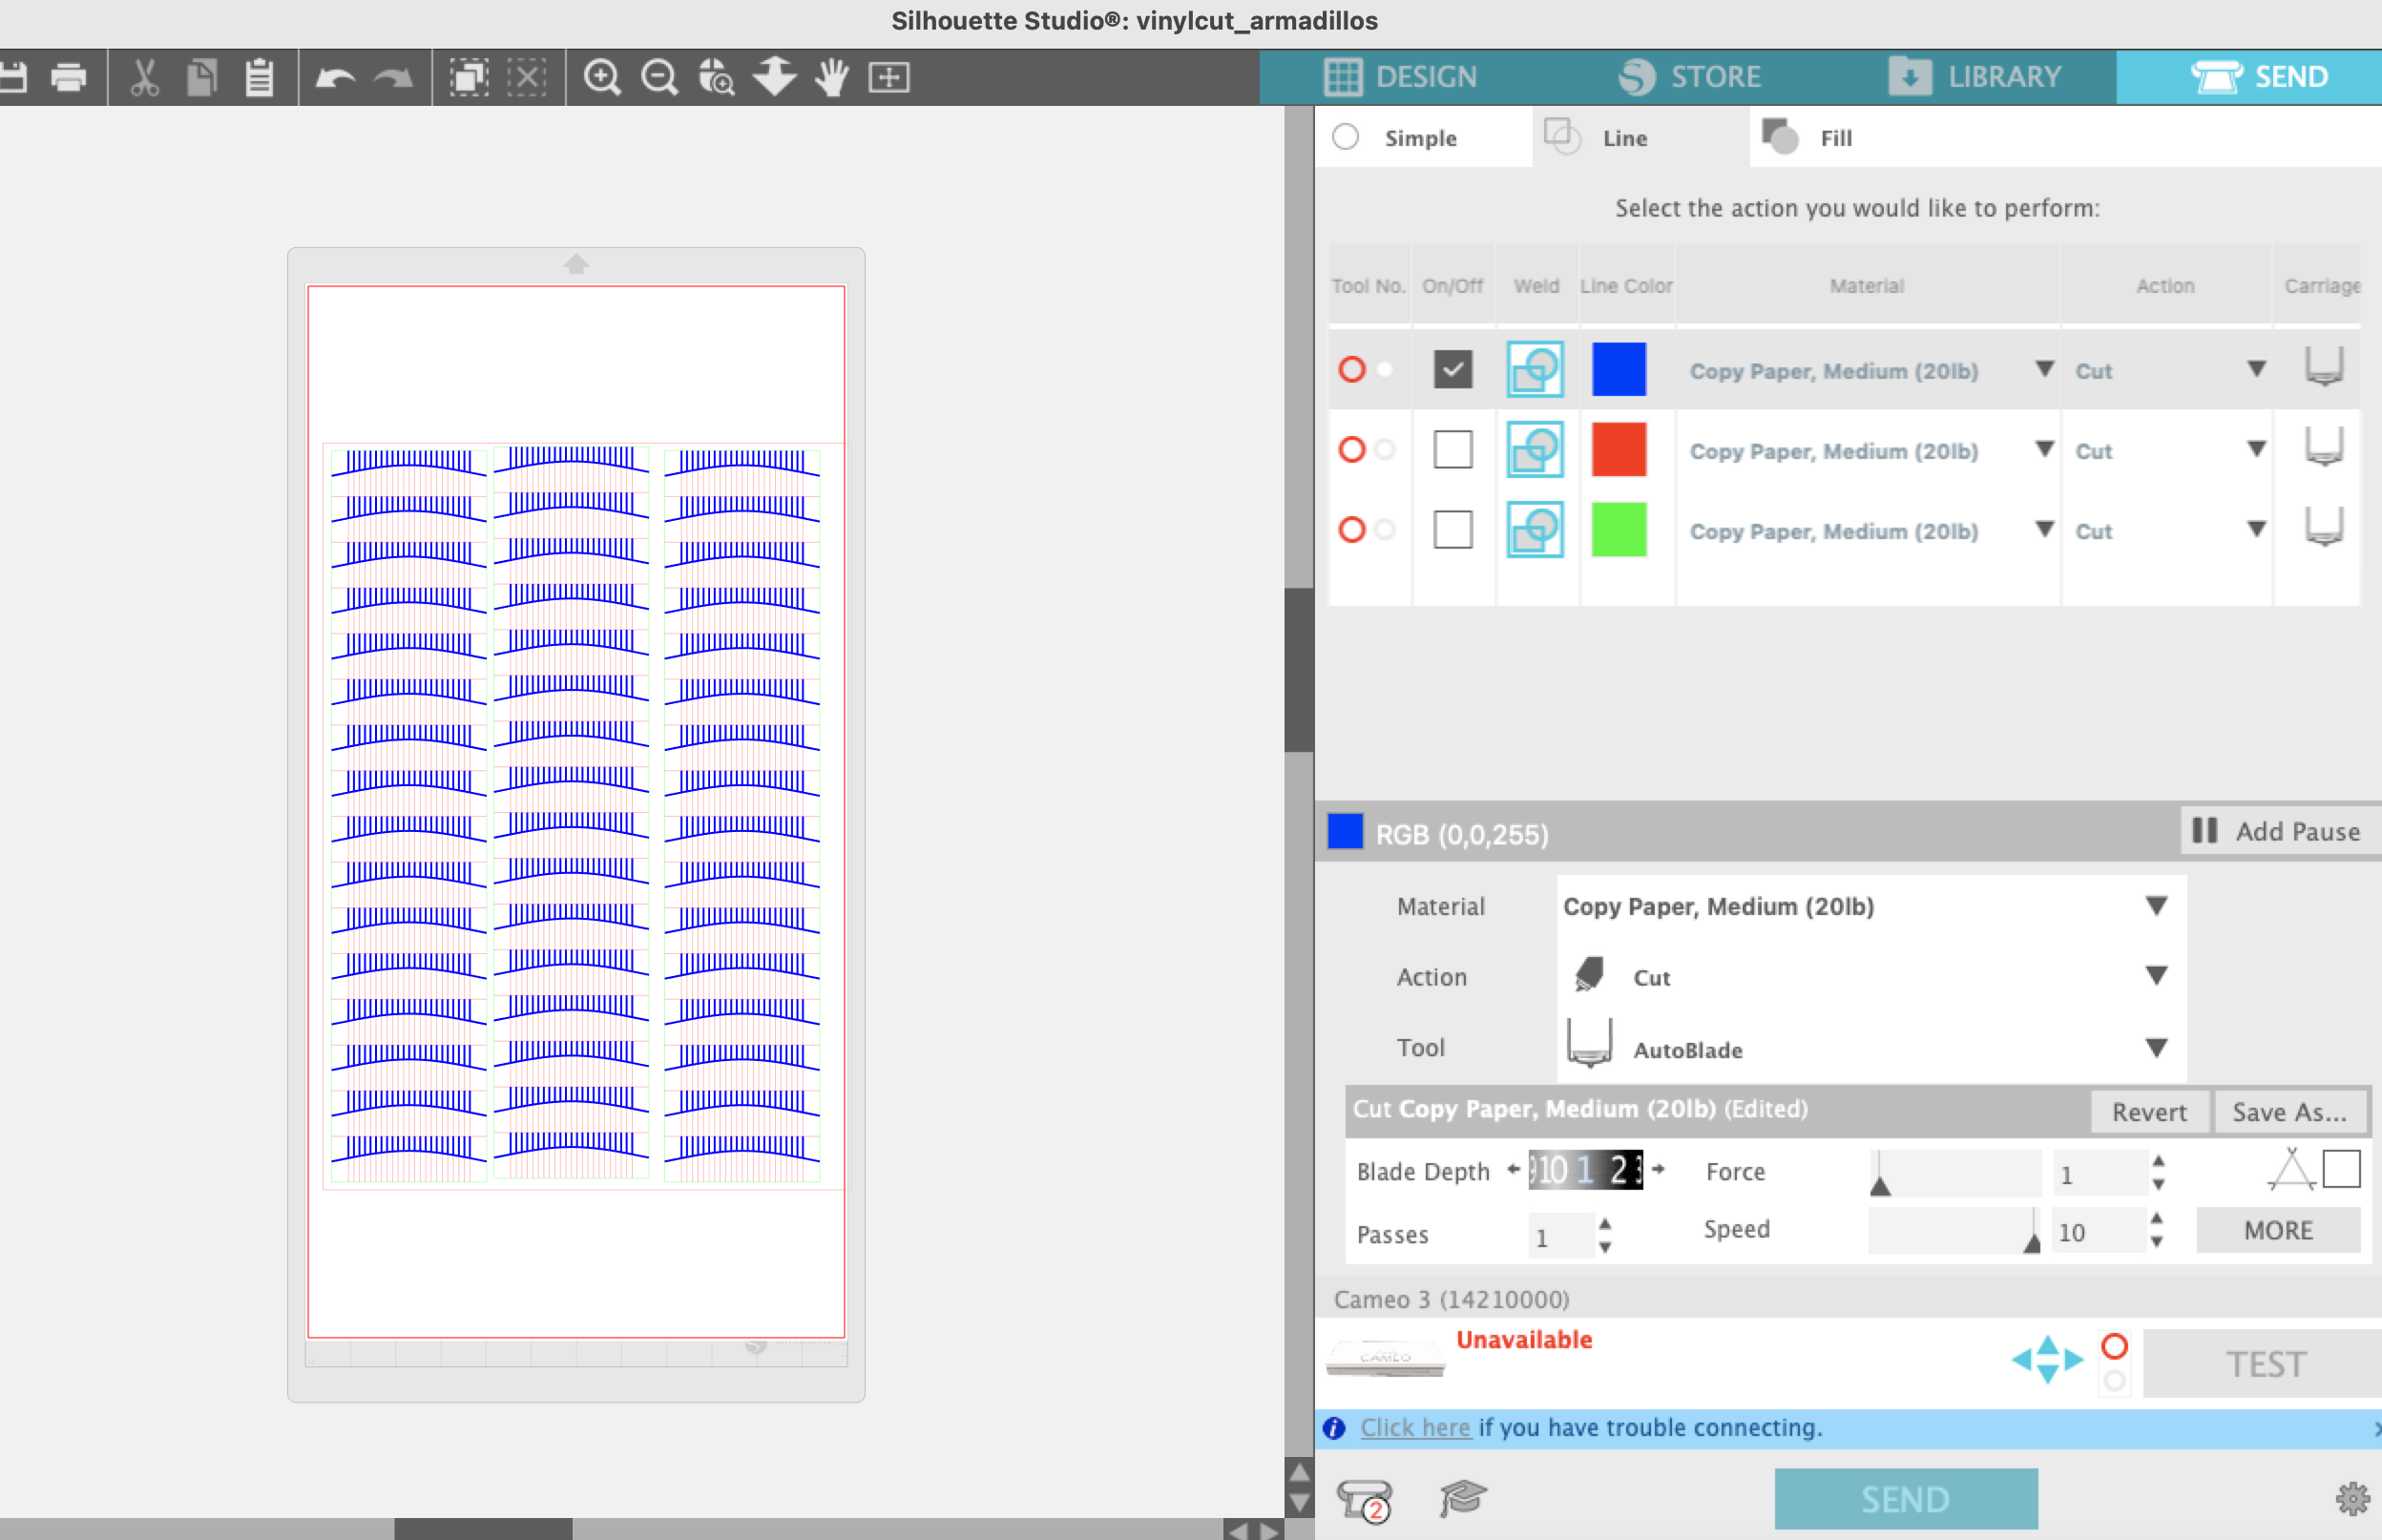 Silhouette Studio®: vinylcut_armadillos
DESIGN STORE LIBRARY SEND
Simple Line Fill
Select the action you would like to perform:
Tool No. On/Off Weld Line Color Material Action Carriage
Copy Paper, Medium (20lb) Cut
Copy Paper, Medium (20lb) Cut
Copy Paper, Medium (20lb) Cut
RGB (0,0,255) Add Pause
Material Copy Paper, Medium (20lb)
Action Cut
Tool AutoBlade
Cut Copy Paper, Medium (20lb) (Edited) Revert Save As...
Blade Depth 10 1 2 Force 1
Passes 1 Speed 10 MORE
Cameo 3 (14210000)
Unavailable
CAMEO
TEST
Click here if you have trouble connecting.
2 SEND